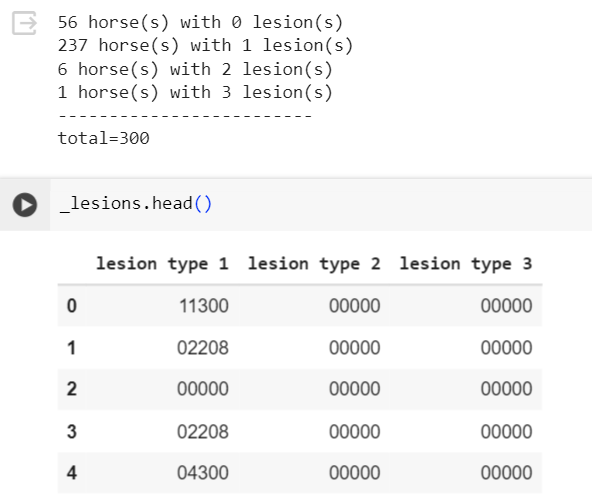 56 horse(s) with 0 lesion(s)
237 horse(s) with 1 lesion(s)
6 horse(s) with 2 lesion(s)
1 horse(s) with 3 lesion(s)
-------------------------
total=300
_lesions.head()
lesion type 1 lesion type 2 lesion type 3
0 11300 00000 00000
1 02208 00000 00000
2 00000 00000 00000
3 02208 00000 00000
4 04300 00000 00000